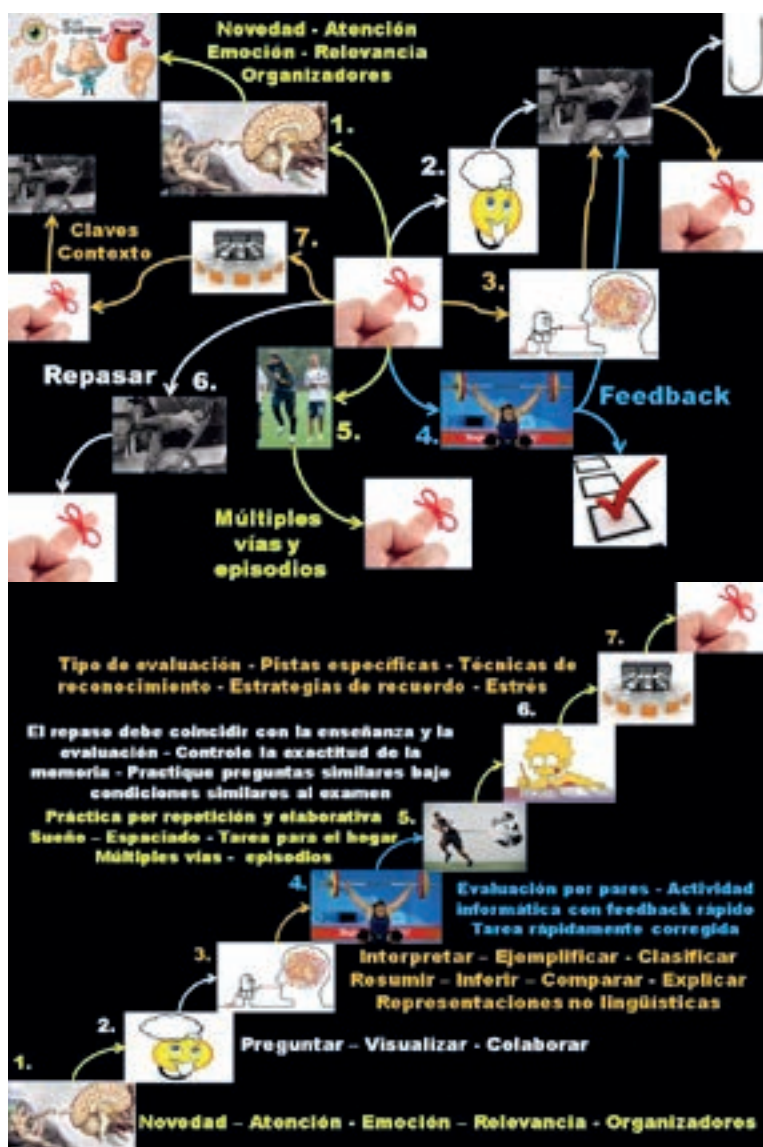 Novedad - Atención
Emoción - Relevancia
Organizadores
1.
2.
Claves
Contexto
7.
3.
Repasar
6.
5.
4.
Feedback
Múltiples
vías y
episodios
7.
Tipo de evaluación - Pistas específicas - Técnicas de
reconocimiento - Estrategias de recuerdo - Estrés
6.
El repaso debe coincidir con la enseñanza y la
evaluación - Controle la exactitud de la
memoria - Practique preguntas similares bajo
condiciones similares al examen
Práctica por repetición y elaborativa
5.
Sueño – Espaciado - Tarea para el hogar
Múltiples vías - episodios
4.
Evaluación por pares - Actividad
informática con feedback rápido
Tarea rápidamente corregida
3.
Interpretar – Ejemplificar - Clasificar
Resumir – Inferir – Comparar - Explicar
Representaciones no lingüísticas
2.
Preguntar – Visualizar - Colaborar
1.
Novedad – Atención - Emoción – Relevancia - Organizadores